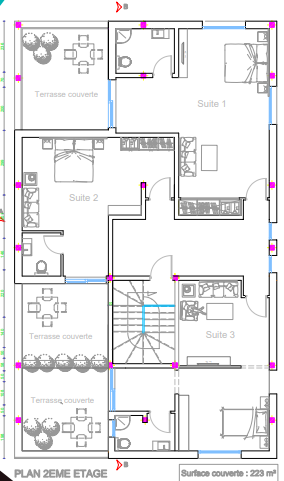 B
Terrasse couverte
Suite 1
Suite 2
Terrasse couverte
Suite 3
Terrasse couverte
B
PLAN 2EME ETAGE
Surface couverte : 223 m²